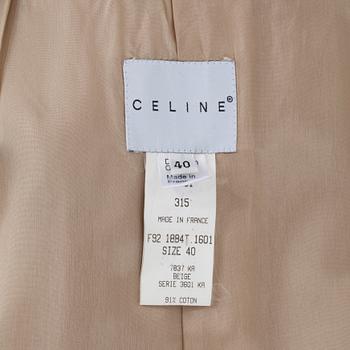 CELINE®
40
Made in
France
315
MADE IN FRANCE
F92 1884T.1601
SIZE 40
7837 KA
BEIGE
SERIE 3601 KA
91% COTON